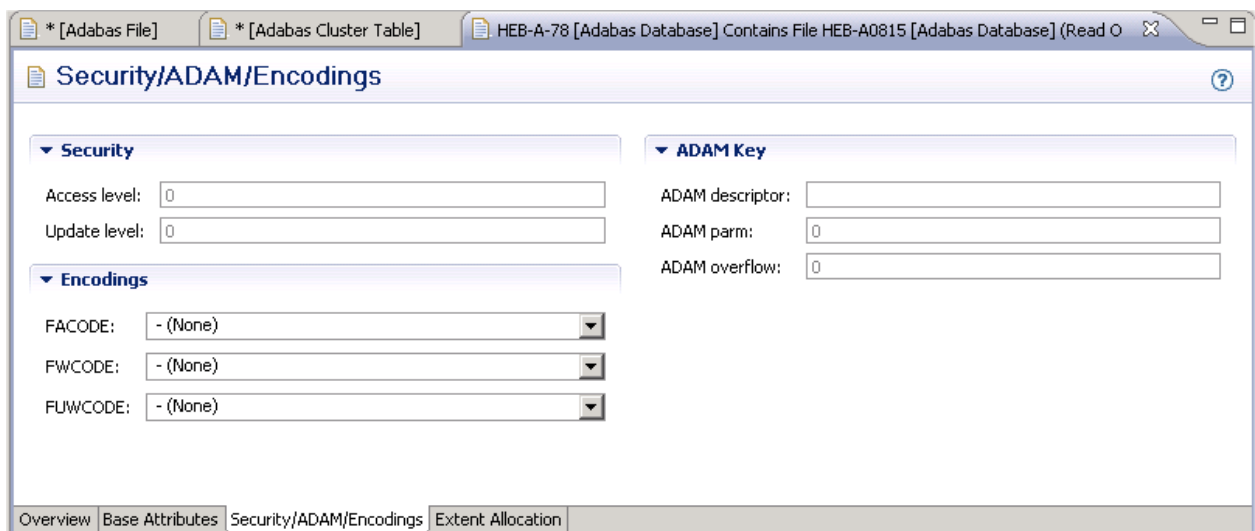 * [Adabas File] * [Adabas Cluster Table] HEB-A-78 [Adabas Database] Contains File HEB-A0815 [Adabas Database] (Read O
Security/ADAM/Encodings ?
Security
Access level: 0
Update level: 0
Encodings
FACODE: - (None)
FWCODE: - (None)
FUWCODE: - (None)
ADAM Key
ADAM descriptor:
ADAM parm: 0
ADAM overflow: 0
Overview Base Attributes Security/ADAM/Encodings Extent Allocation